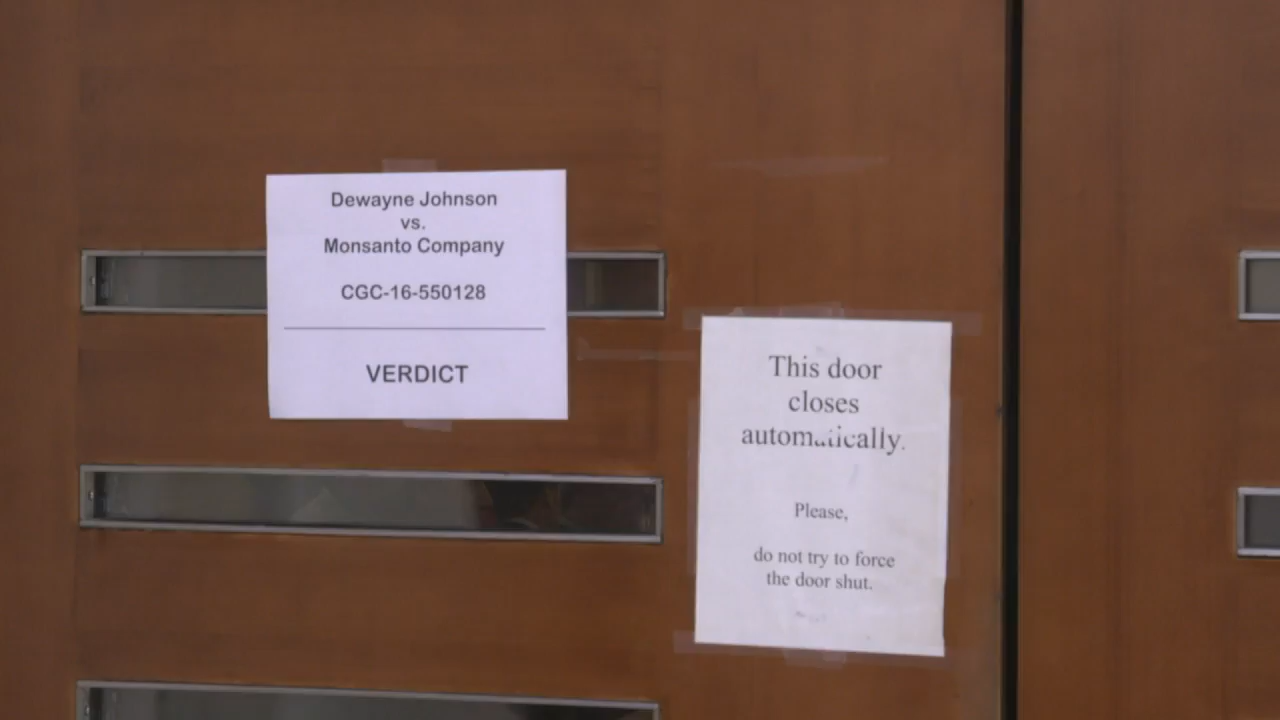 Dewayne Johnson
vs.
Monsanto Company
CGC-16-550128
VERDICT
This door
closes
automatically.
Please,
do not try to force
the door shut.